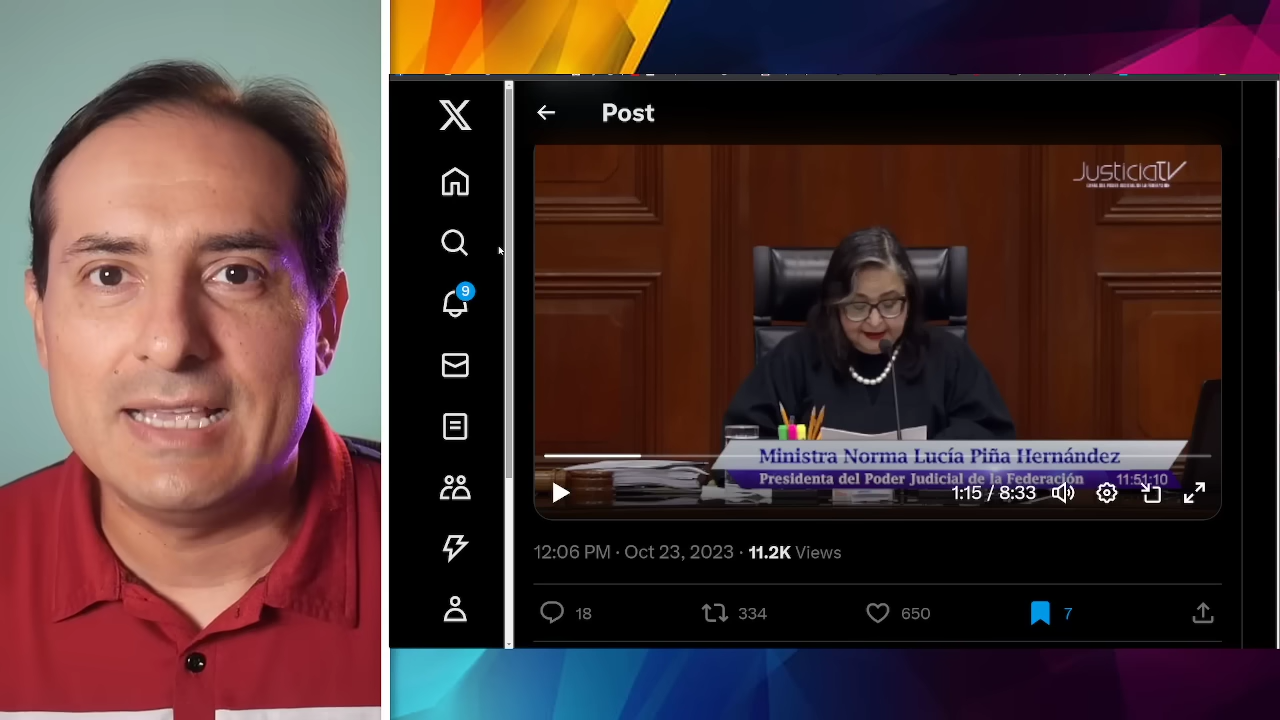 X
Post
JusticiaTV
Ministra Norma Lucía Piña Hernández
Presidenta del Poder Judicial de la Federación
11:51:10
1:15 / 8:33
9
12:06 PM · Oct 23, 2023 · 11.2K Views
18
334
650
7